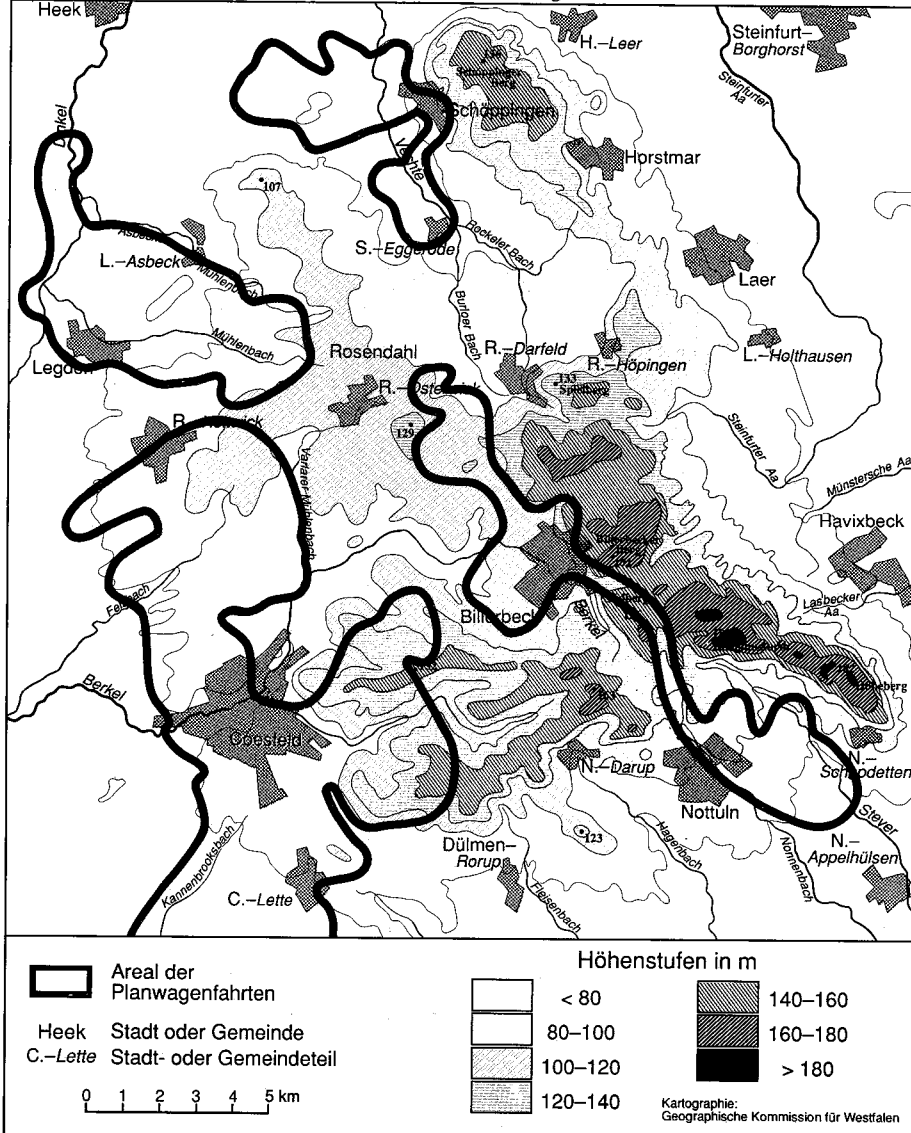 Heek
H.–Leer
Steinfurt–
Borghorst
Steinfurter
Aa
Schöppingen
Vechte
Horstmar
107
Asbecker
L.–Asbeck
Mühlenbach
S.–Eggerode
Rockeler Bach
Laer
Burloer Bach
Mühlenbach
Legden
Rosendahl
R.–Darfeld
R.–Höpingen
L.–Holthausen
133
R.–Osterwick
129
Varlarer Mühlenbach
Steinfurter
Aa
Münstersche Aa
Havixbeck
Felsbach
Billerbeck
Berkel
Lasbecker
Aa
Berkel
Coesfeld
N.–Darup
N.–
Schapdetten
Nottuln
Stever
123
Dülmen–
Rorup
Hagenbach
Nonnenbach
N.–
Appelhülsen
Kannenbrooksbach
C.–Lette
Fleisenbach
Areal der
Planwagenfahrten
Heek Stadt oder Gemeinde
C.–Lette Stadt- oder Gemeindeteil
0 1 2 3 4 5 km
Höhenstufen in m
< 80
80–100
100–120
120–140
140–160
160–180
> 180
Kartographie:
Geographische Kommission für Westfalen